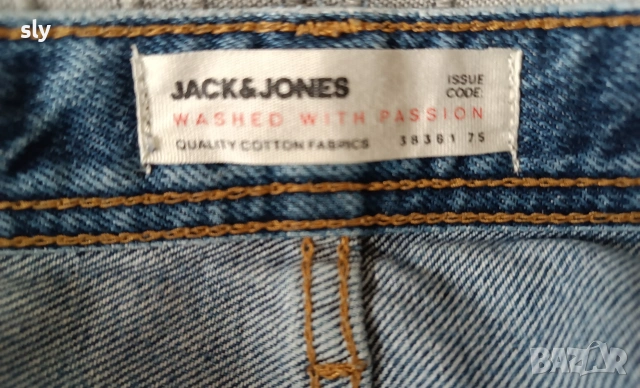 sly
JACK&JONES
ISSUE
CODE:
WASHED WITH PASSION
QUALITY COTTON FABRICS
38361 75
BAZAR